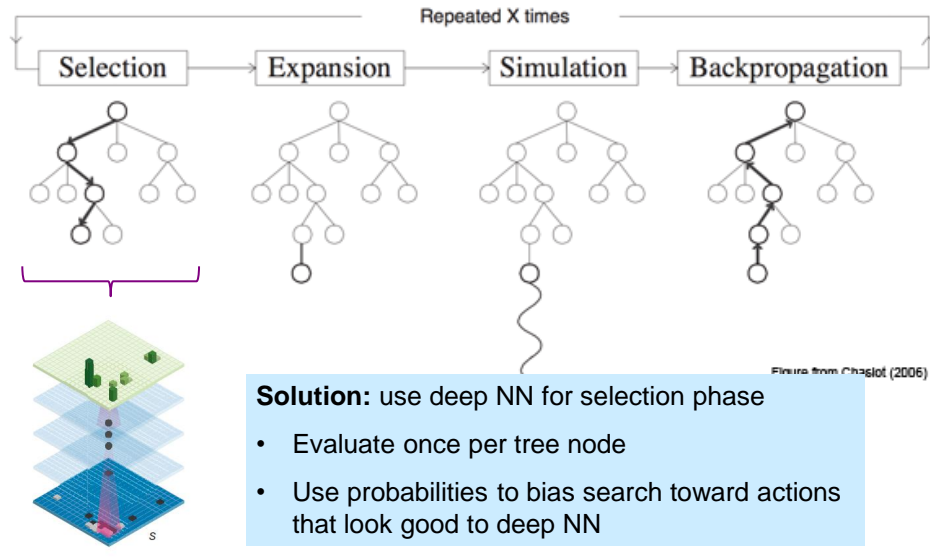 Repeated X times
Selection
Expansion
Simulation
Backpropagation
Figure from Chaslot (2006)
Solution: use deep NN for selection phase
• Evaluate once per tree node
• Use probabilities to bias search toward actions
that look good to deep NN
s